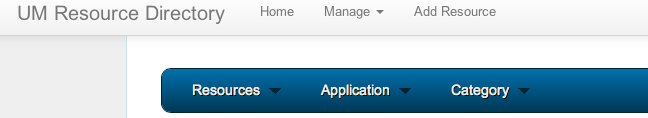 UM Resource Directory Home Manage Add Resource
Resources Application Category